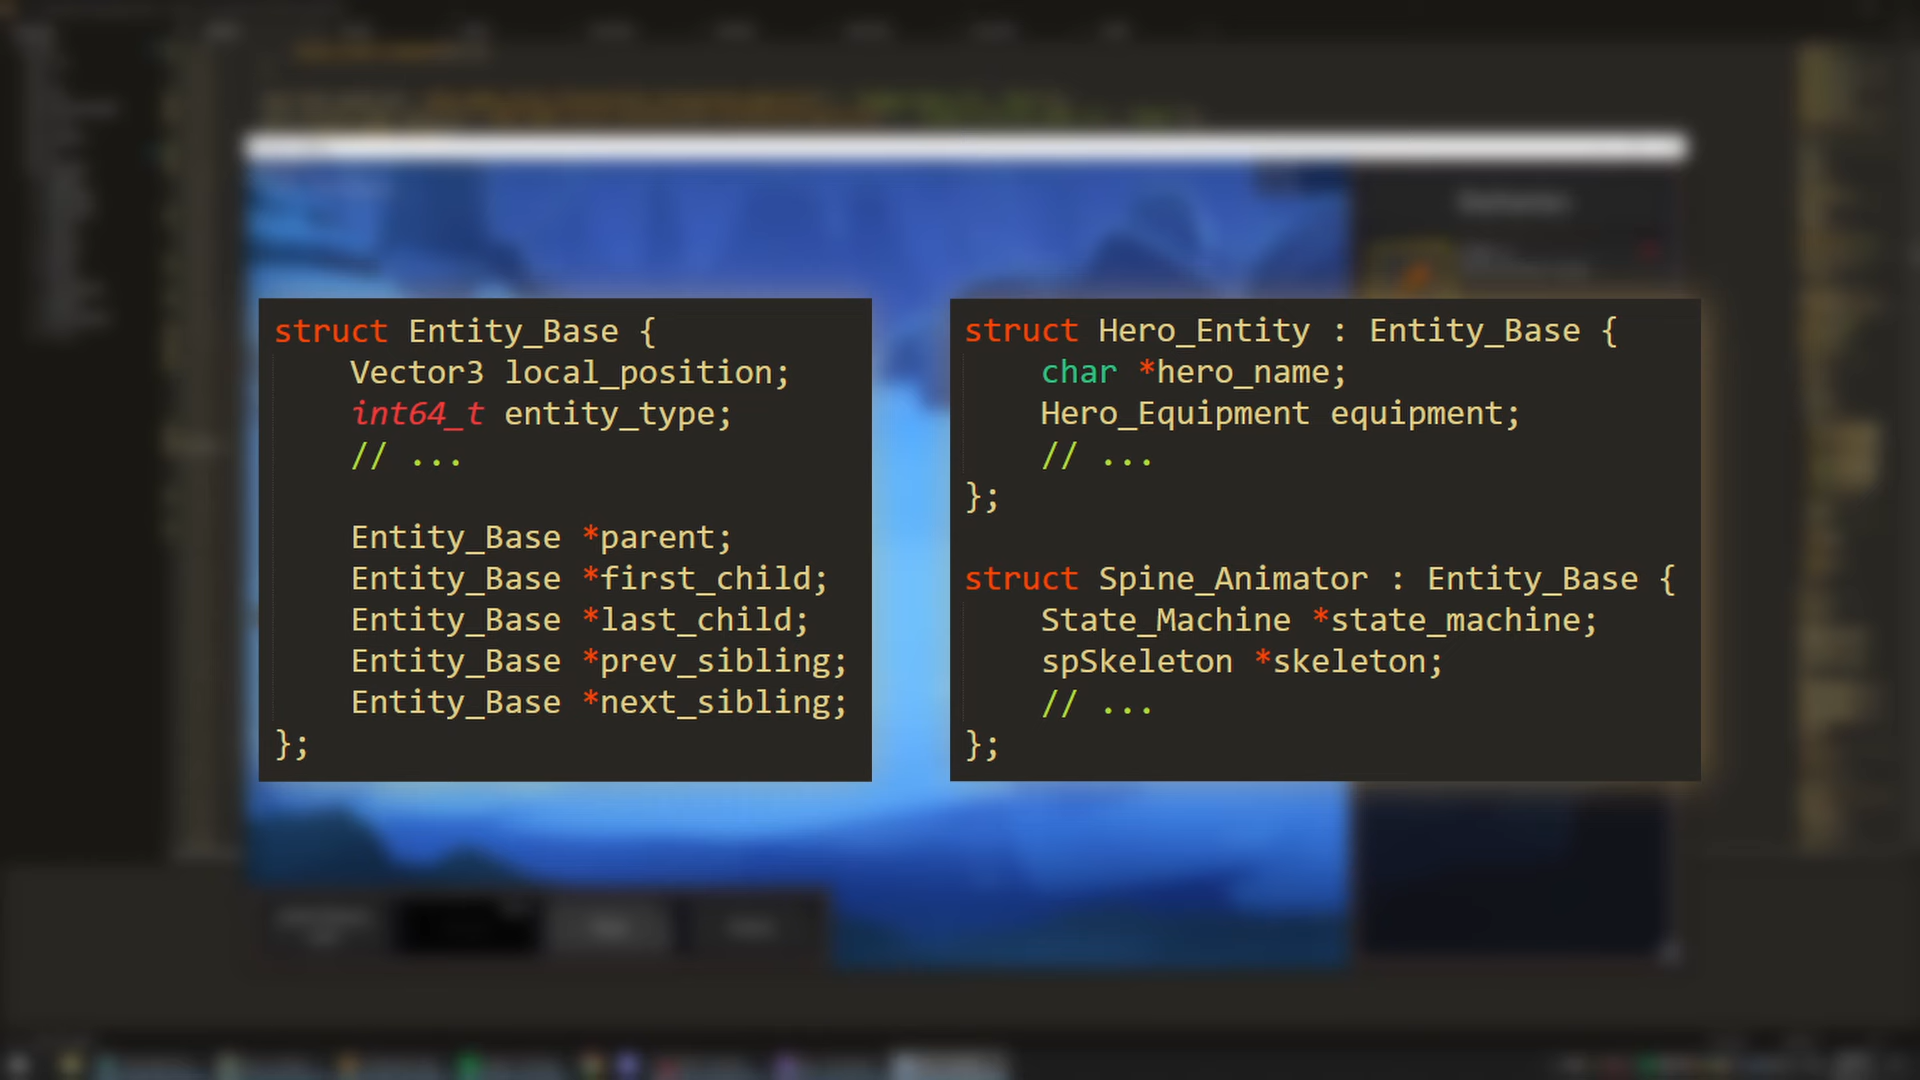 struct Entity_Base {
    Vector3 local_position;
    int64_t entity_type;
    // ...

    Entity_Base *parent;
    Entity_Base *first_child;
    Entity_Base *last_child;
    Entity_Base *prev_sibling;
    Entity_Base *next_sibling;
};
struct Hero_Entity : Entity_Base {
    char *hero_name;
    Hero_Equipment equipment;
    // ...
};

struct Spine_Animator : Entity_Base {
    State_Machine *state_machine;
    spSkeleton *skeleton;
    // ...
};